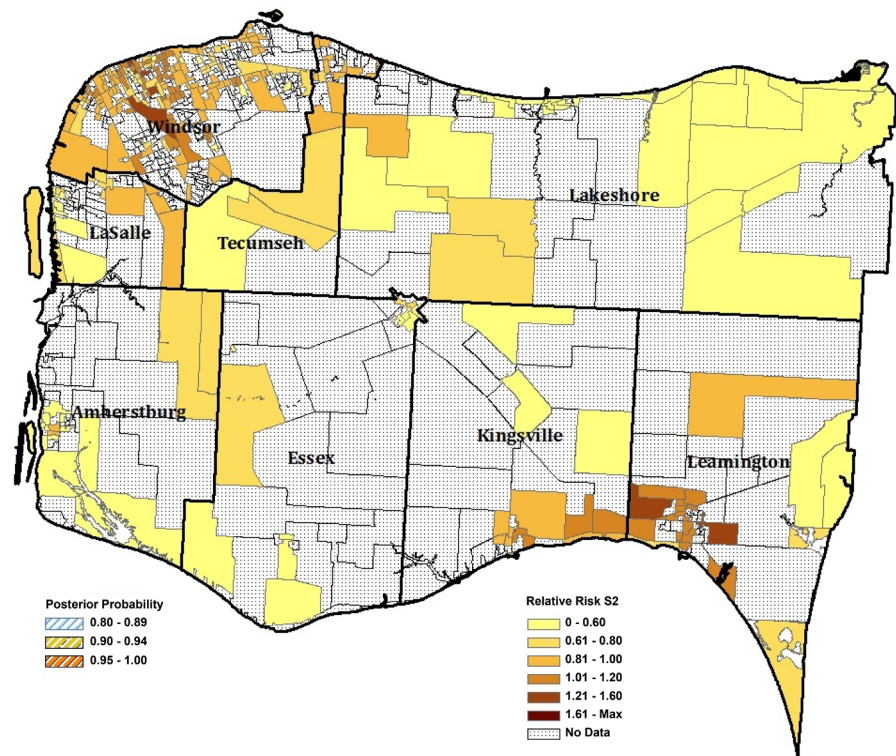 Windsor
Lakeshore
LaSalle
Tecumseh
Amherstburg
Kingsville
Essex
Leamington
Posterior Probability
0.80 - 0.89
0.90 - 0.94
0.95 - 1.00
Relative Risk S2
0 - 0.60
0.61 - 0.80
0.81 - 1.00
1.01 - 1.20
1.21 - 1.60
1.61 - Max
No Data